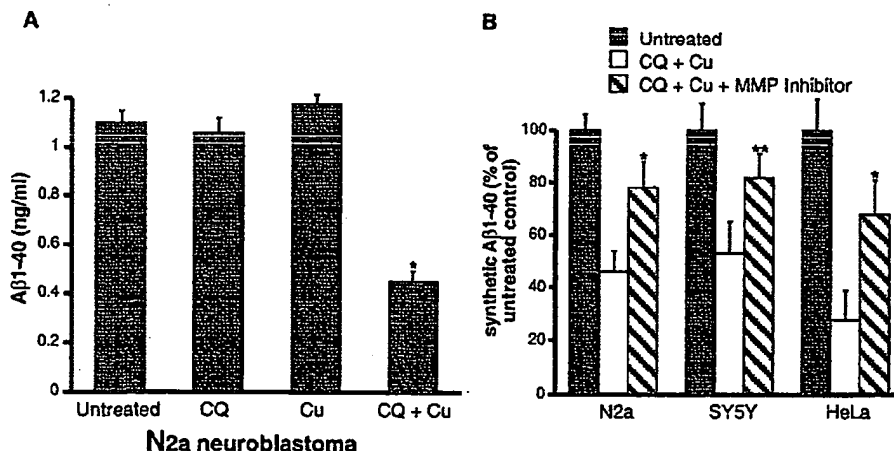 A
Aβ1-40 (ng/ml)
1.2
1
0.8
0.6
0.4
0.2
0
*
Untreated CQ Cu CQ + Cu
N2a neuroblastoma
B
Untreated
CQ + Cu
CQ + Cu + MMP Inhibitor
synthetic Aβ1-40 (% of
untreated control)
100
80
60
40
20
0
*
**
*
N2a SY5Y HeLa